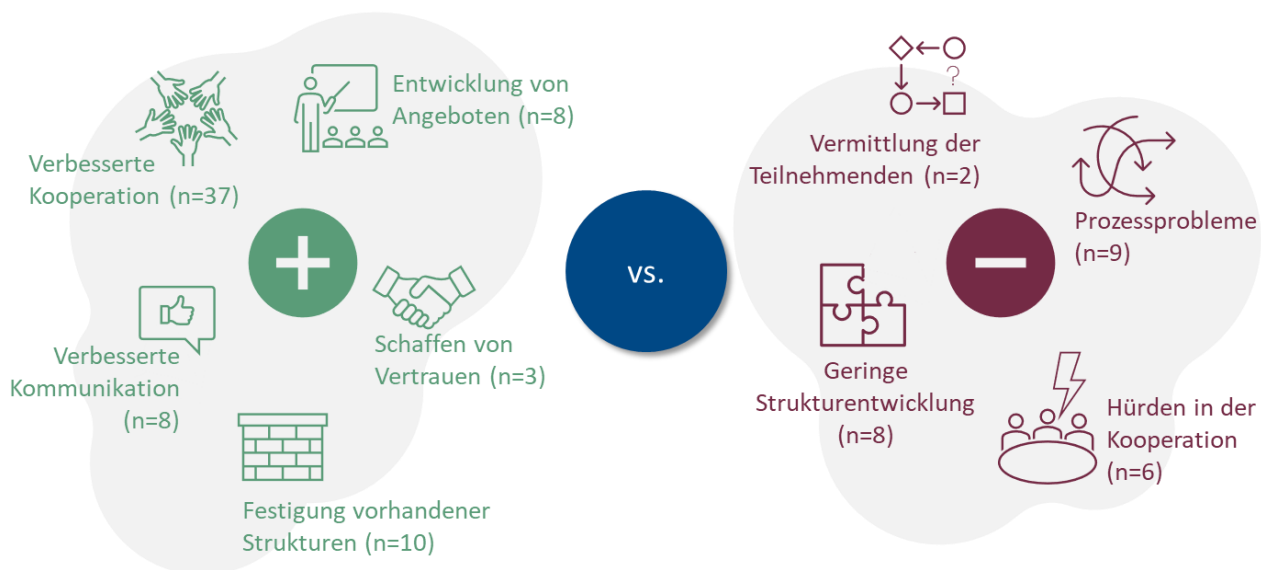 Entwicklung von
Angeboten (n=8)
Verbesserte
Kooperation (n=37)
Schaffen von
Vertrauen (n=3)
Verbesserte
Kommunikation
(n=8)
Festigung vorhandener
Strukturen (n=10)
vs.
?
Vermittlung der
Teilnehmenden (n=2)
Prozessprobleme
(n=9)
Geringe
Strukturentwicklung
(n=8)
Hürden in der
Kooperation
(n=6)